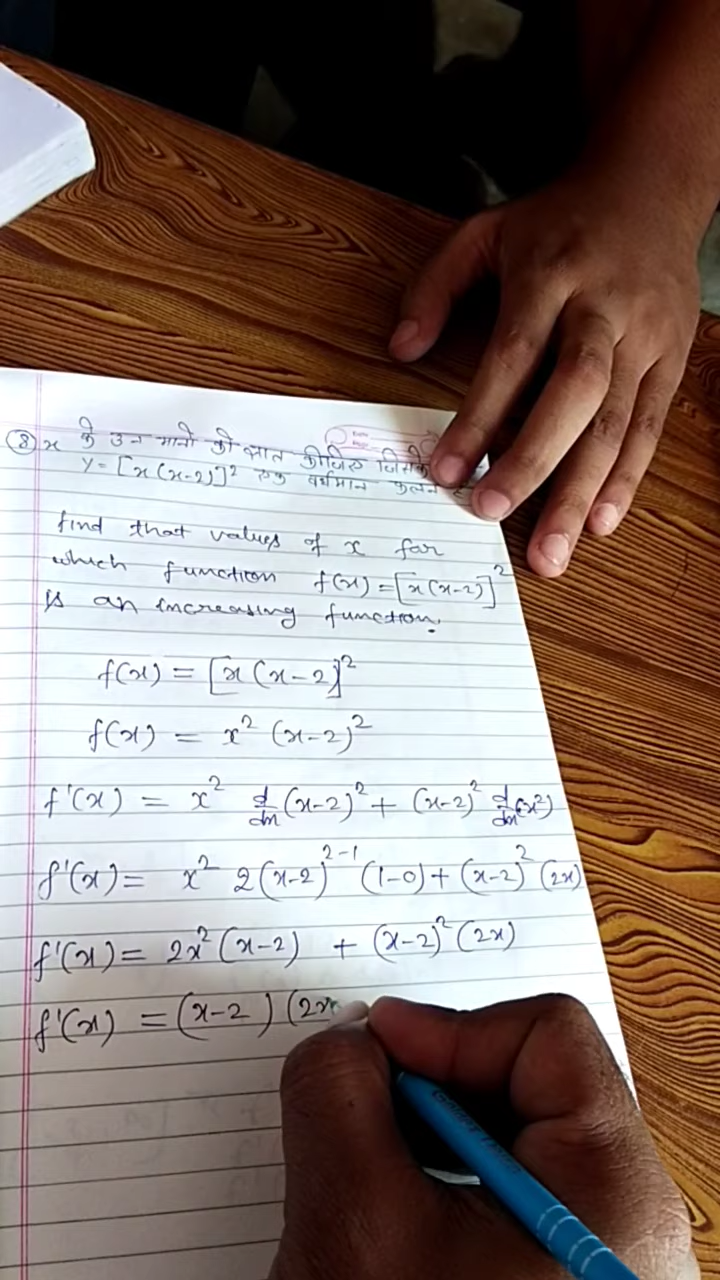 ⑧ x के उन मानो को ज्ञात कीजिए जिसके
y = [x(x-2)]² एक वर्धमान फलन है
find that values of x for
which function f(x) = [x(x-2)]²
is an increasing function.
f(x) = [x(x-2]²
f(x) = x² (x-2)²
f'(x) = x² d/dx (x-2)² + (x-2)² d/dx (x²)
f'(x) = x² 2(x-2)²⁻¹ (1-0) + (x-2)² (2x)
f'(x) = 2x² (x-2) + (x-2)² (2x)
f'(x) = (x-2) (2x